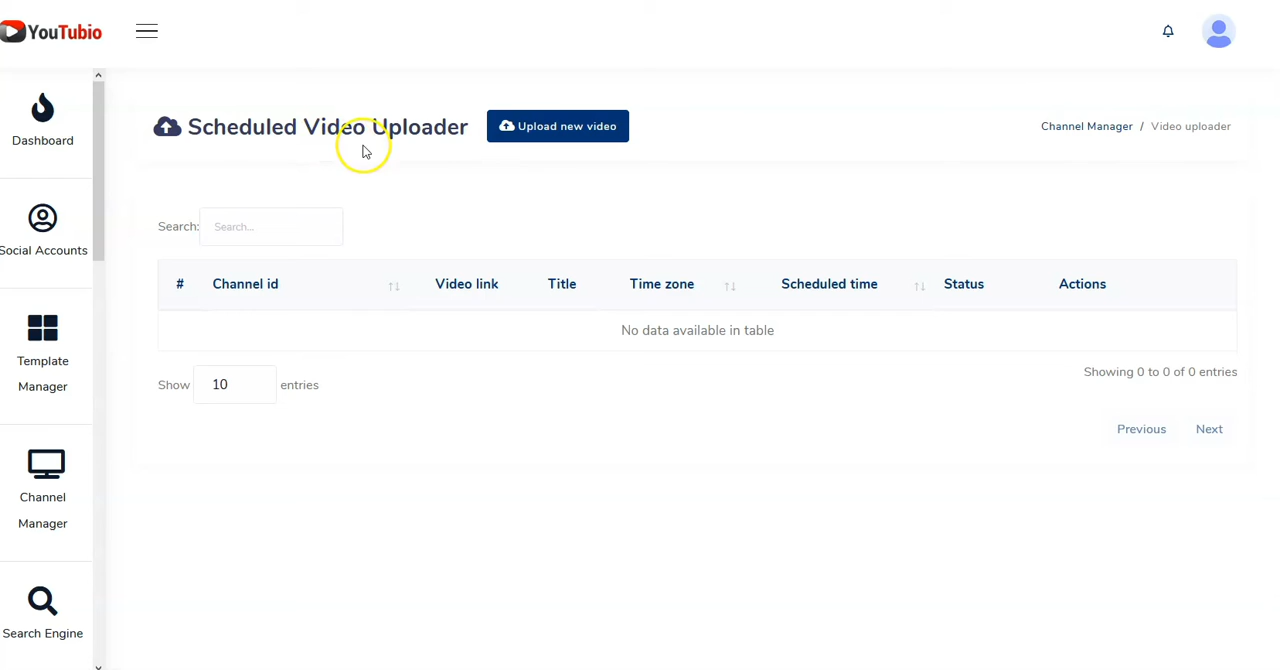 YouTubio
Dashboard
Social Accounts
Template
Manager
Channel
Manager
Search Engine
Scheduled Video Uploader
Upload new video
Channel Manager / Video uploader
Search: Search...
# Channel id Video link Title Time zone Scheduled time Status Actions
No data available in table
Show 10 entries
Showing 0 to 0 of 0 entries
Previous Next